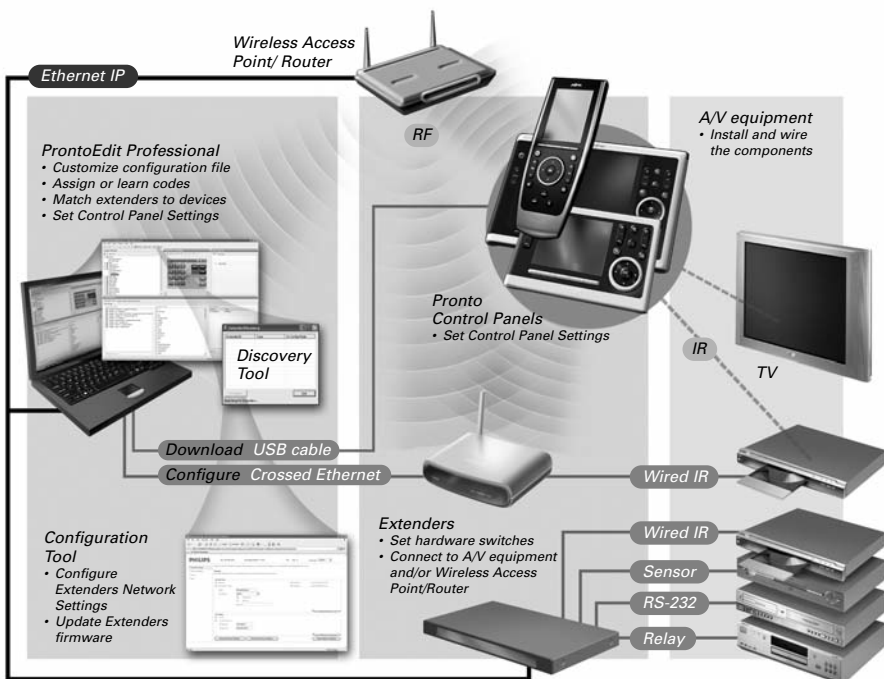 Wireless Access
Point/ Router
Ethernet IP
RF
A/V equipment
• Install and wire
the components
ProntoEdit Professional
• Customize configuration file
• Assign or learn codes
• Match extenders to devices
• Set Control Panel Settings
Discovery
Tool
Pronto
Control Panels
• Set Control Panel Settings
IR
TV
Download USB cable
Configure Crossed Ethernet
Wired IR
Configuration
Tool
• Configure
Extenders Network
Settings
• Update Extenders
firmware
PHILIPS
Extenders
• Set hardware switches
• Connect to A/V equipment
and/or Wireless Access
Point/Router
Wired IR
Sensor
RS-232
Relay